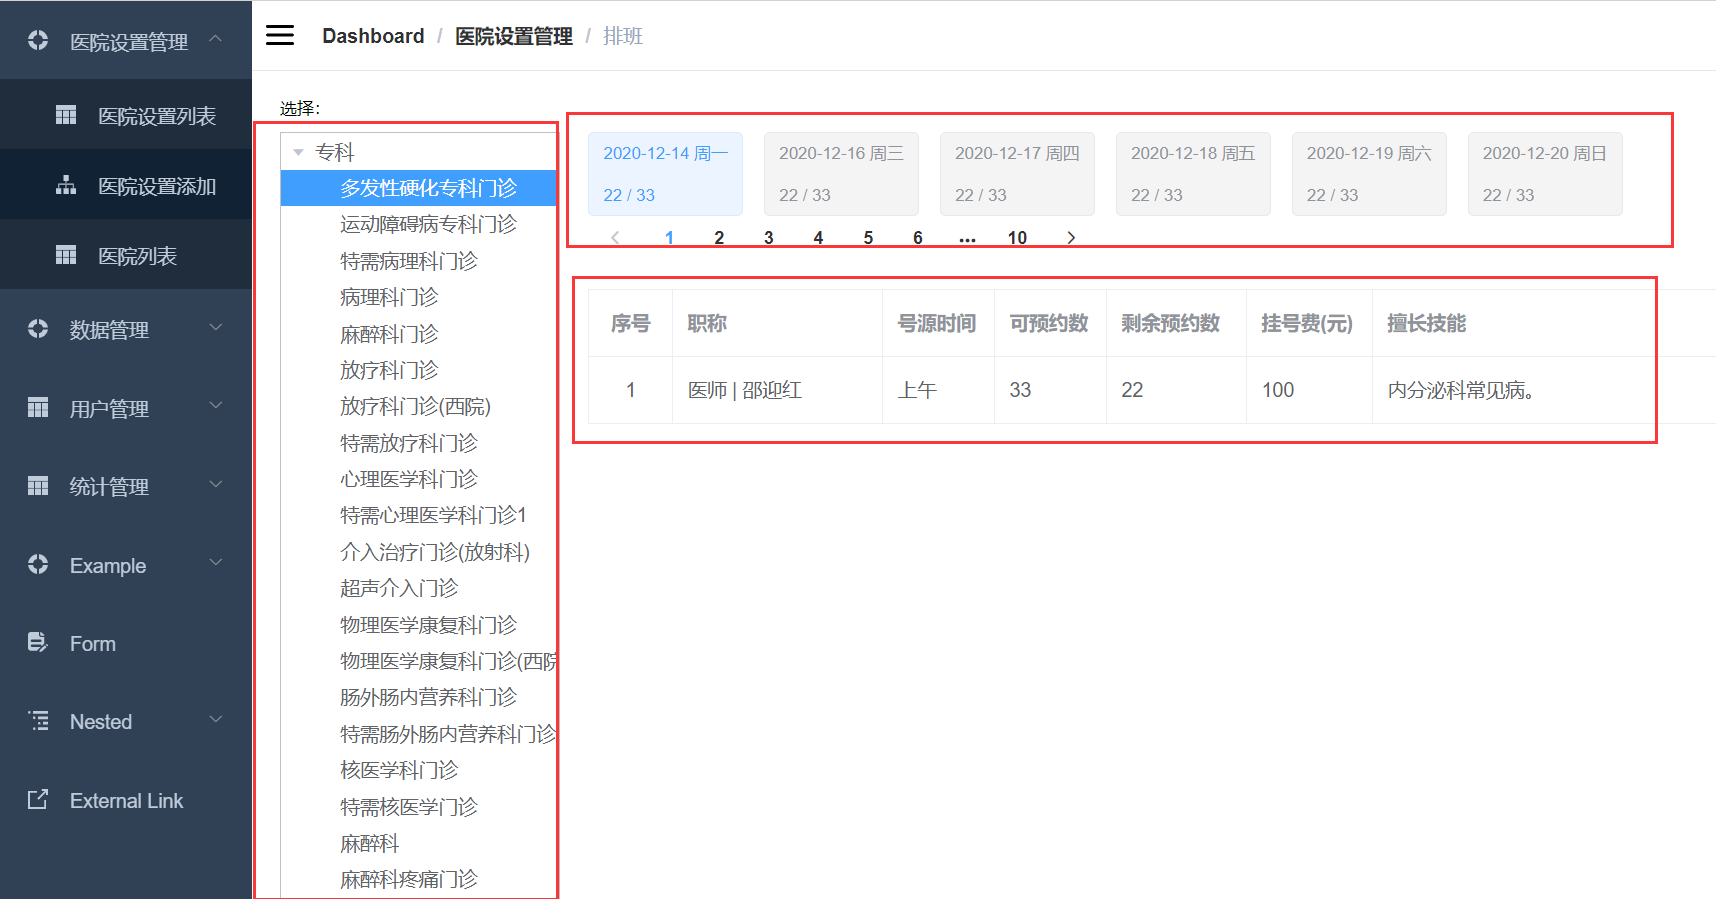 医院设置管理
医院设置列表
医院设置添加
医院列表
数据管理
用户管理
统计管理
Example
Form
Nested
External Link
Dashboard / 医院设置管理 / 排班
选择：
专科
多发性硬化专科门诊
运动障碍病专科门诊
特需病理科门诊
病理科门诊
麻醉科门诊
放疗科门诊
放疗科门诊(西院)
特需放疗科门诊
心理医学科门诊
特需心理医学科门诊1
介入治疗门诊(放射科)
超声介入门诊
物理医学康复科门诊
物理医学康复科门诊(西院
肠外肠内营养科门诊
特需肠外肠内营养科门诊
核医学科门诊
特需核医学门诊
麻醉科
麻醉科疼痛门诊
2020-12-14 周一 2020-12-16 周三 2020-12-17 周四 2020-12-18 周五 2020-12-19 周六 2020-12-20 周日
22 / 33 22 / 33 22 / 33 22 / 33 22 / 33 22 / 33
1 2 3 4 5 6 ... 10
序号 职称 号源时间 可预约数 剩余预约数 挂号费(元) 擅长技能
1 医师 | 邵迎红 上午 33 22 100 内分泌科常见病。